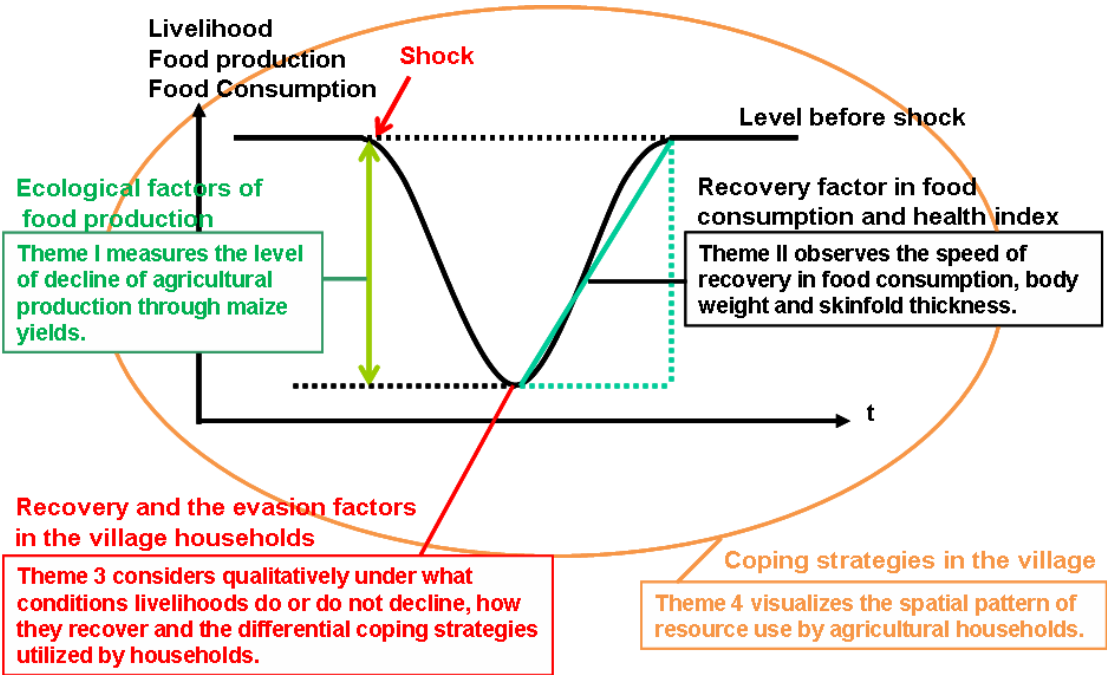 Livelihood
Food production
Food Consumption
Shock
Level before shock
Ecological factors of
food production
Theme I measures the level
of decline of agricultural
production through maize
yields.
Recovery factor in food
consumption and health index
Theme II observes the speed of
recovery in food consumption, body
weight and skinfold thickness.
t
Recovery and the evasion factors
in the village households
Theme 3 considers qualitatively under what
conditions livelihoods do or do not decline, how
they recover and the differential coping strategies
utilized by households.
Coping strategies in the village
Theme 4 visualizes the spatial pattern of
resource use by agricultural households.